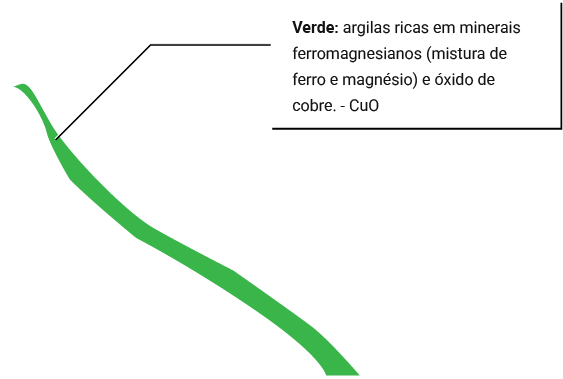 Verde: argilas ricas em minerais
ferromagnesianos (mistura de
ferro e magnésio) e óxido de
cobre. - CuO